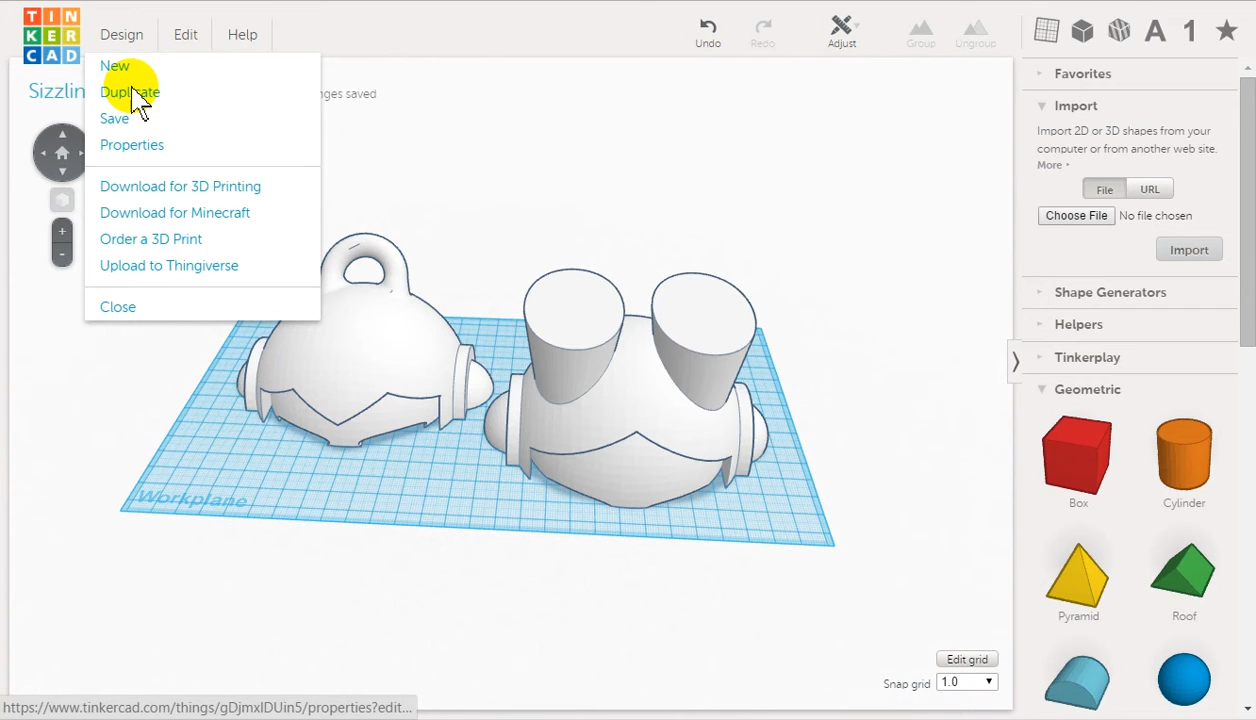 TIN
KER
CAD
Design
Edit
Help
Undo
Redo
Adjust
Group
Ungroup
A
1
New
Duplicate
Save
Properties
Download for 3D Printing
Download for Minecraft
Order a 3D Print
Upload to Thingiverse
Close
Sizzlin
nges saved
Favorites
Import
Import 2D or 3D shapes from your
computer or from another web site.
More
File
URL
Choose File No file chosen
Import
Shape Generators
Helpers
Tinkerplay
Geometric
Box
Cylinder
Pyramid
Roof
Workplane
+
-
Edit grid
Snap grid 1.0
https://www.tinkercad.com/things/gDjmxlDUin5/properties?edit...